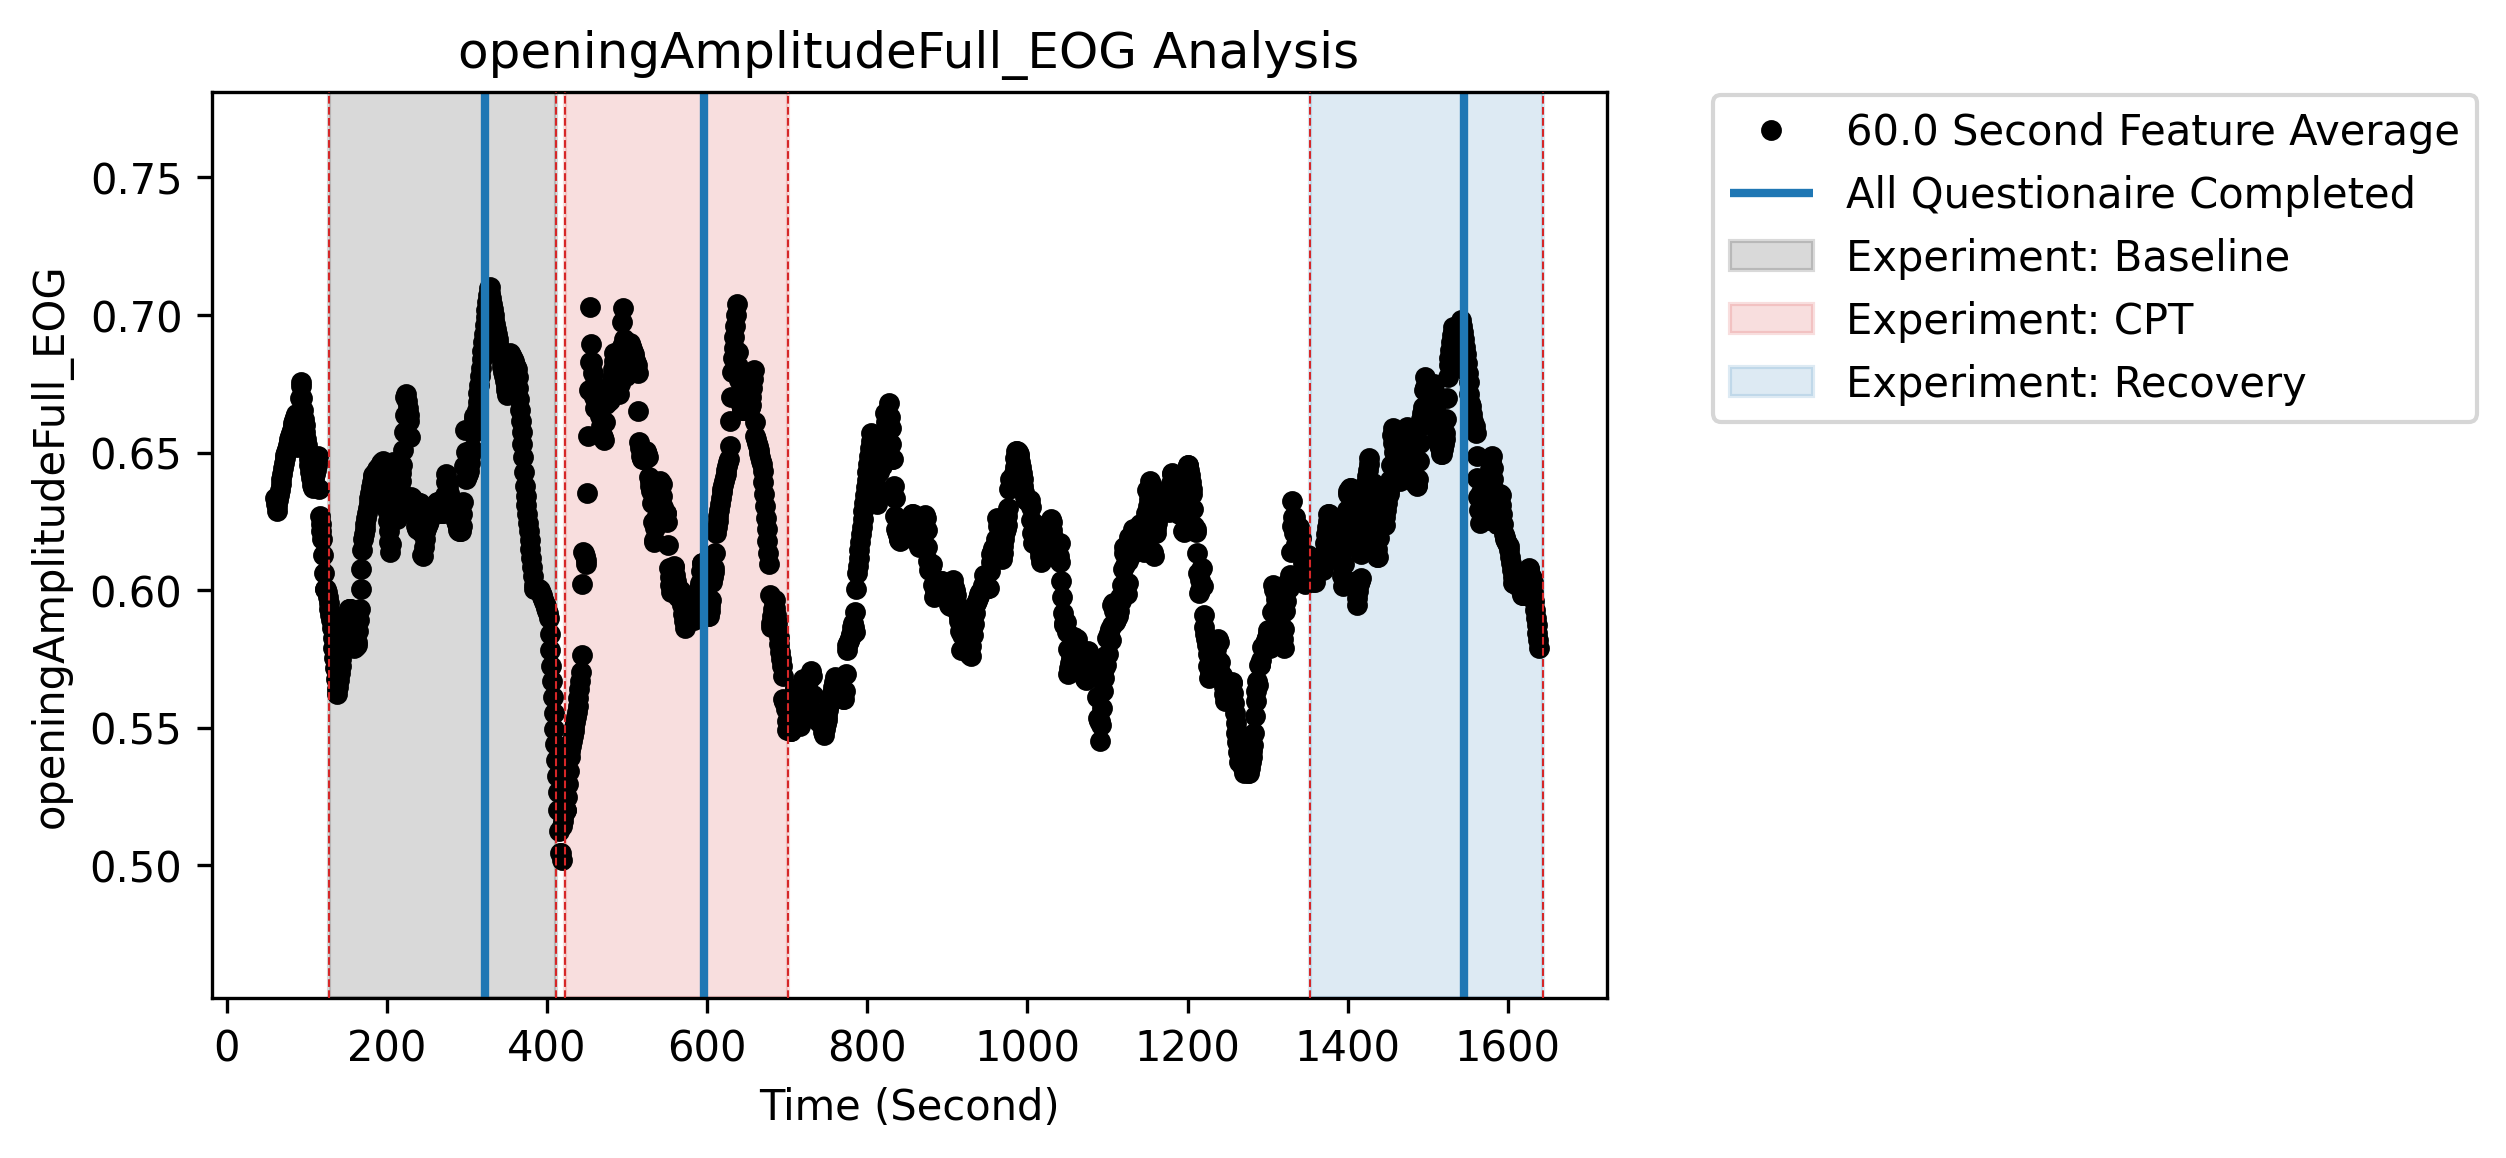 openingAmplitudeFull_EOG Analysis
openingAmplitudeFull_EOG
0.75
0.70
0.65
0.60
0.55
0.50
0 200 400 600 800 1000 1200 1400 1600
Time (Second)
60.0 Second Feature Average
All Questionaire Completed
Experiment: Baseline
Experiment: CPT
Experiment: Recovery